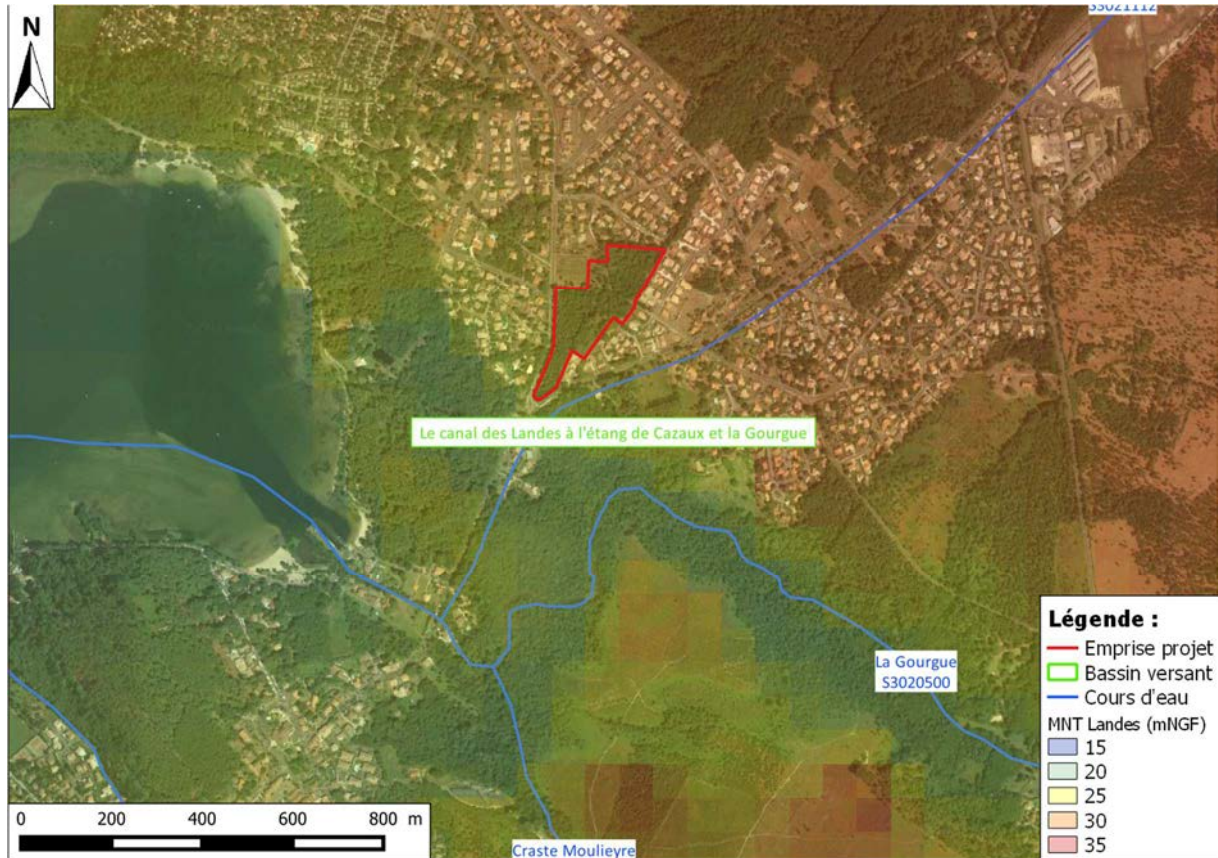 S3021112
N
Le canal des Landes à l'étang de Cazaux et la Gourgue
La Gourgue
S3020500
Craste Moulieyre
0 200 400 600 800 m
Légende :
Emprise projet
Bassin versant
Cours d'eau
MNT Landes (mNGF)
15
20
25
30
35